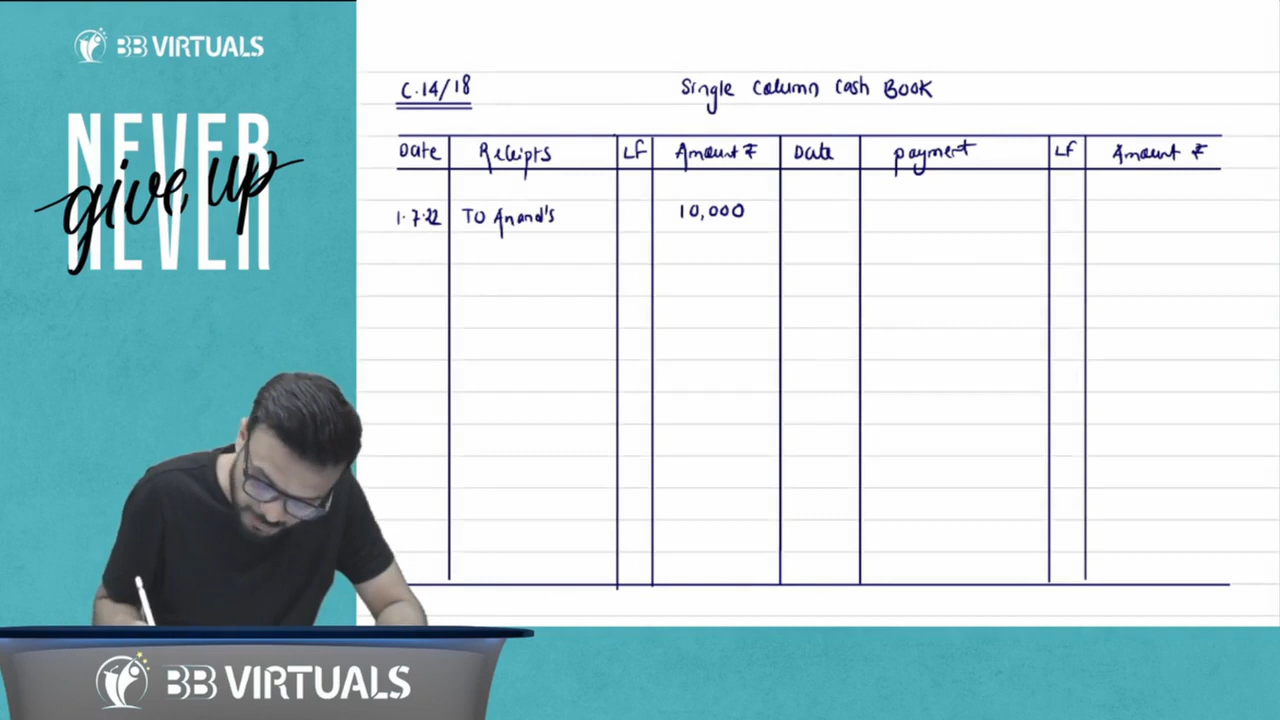 BB VIRTUALS
NEVER
give up
NEVER
C.14/18 Single Column Cash BOOK
Date Receipts LF Amount ₹ Date payment LF Amount ₹
1.7.22 TO Anand's 10,000
BB VIRTUALS